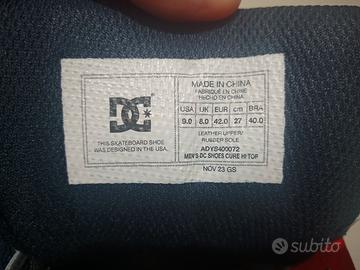 MADE IN CHINA
FABRIQUÉ EN CHINE
HECHO EN CHINA
USA UK EUR cm BRA
9.0 8.0 42.0 27 40.0
LEATHER UPPER/
RUBBER SOLE
DC
THIS SKATEBOARD SHOE
WAS DESIGNED IN THE USA.
ADYS400072
MEN'S DC SHOES CURE HI TOP
NOV 23 GS
subito